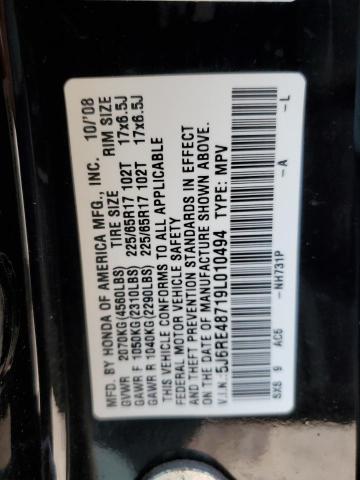 MFD. BY HONDA OF AMERICA MFG., INC. 10/'08
TIRE SIZE RIM SIZE
GVWR 2070KG(4560LBS)
GAWR F 1050KG(2310LBS) 225/65R17 102T 17x6.5J
GAWR R 1040KG(2290LBS) 225/65R17 102T 17x6.5J
THIS VEHICLE CONFORMS TO ALL APPLICABLE
FEDERAL MOTOR VEHICLE SAFETY
AND THEFT PREVENTION STANDARDS IN EFFECT
ON THE DATE OF MANUFACTURE SHOWN ABOVE.
V.I.N.:5J6RE48719L010494 TYPE: MPV
SXS 9 AC5 -NH731P -A -L